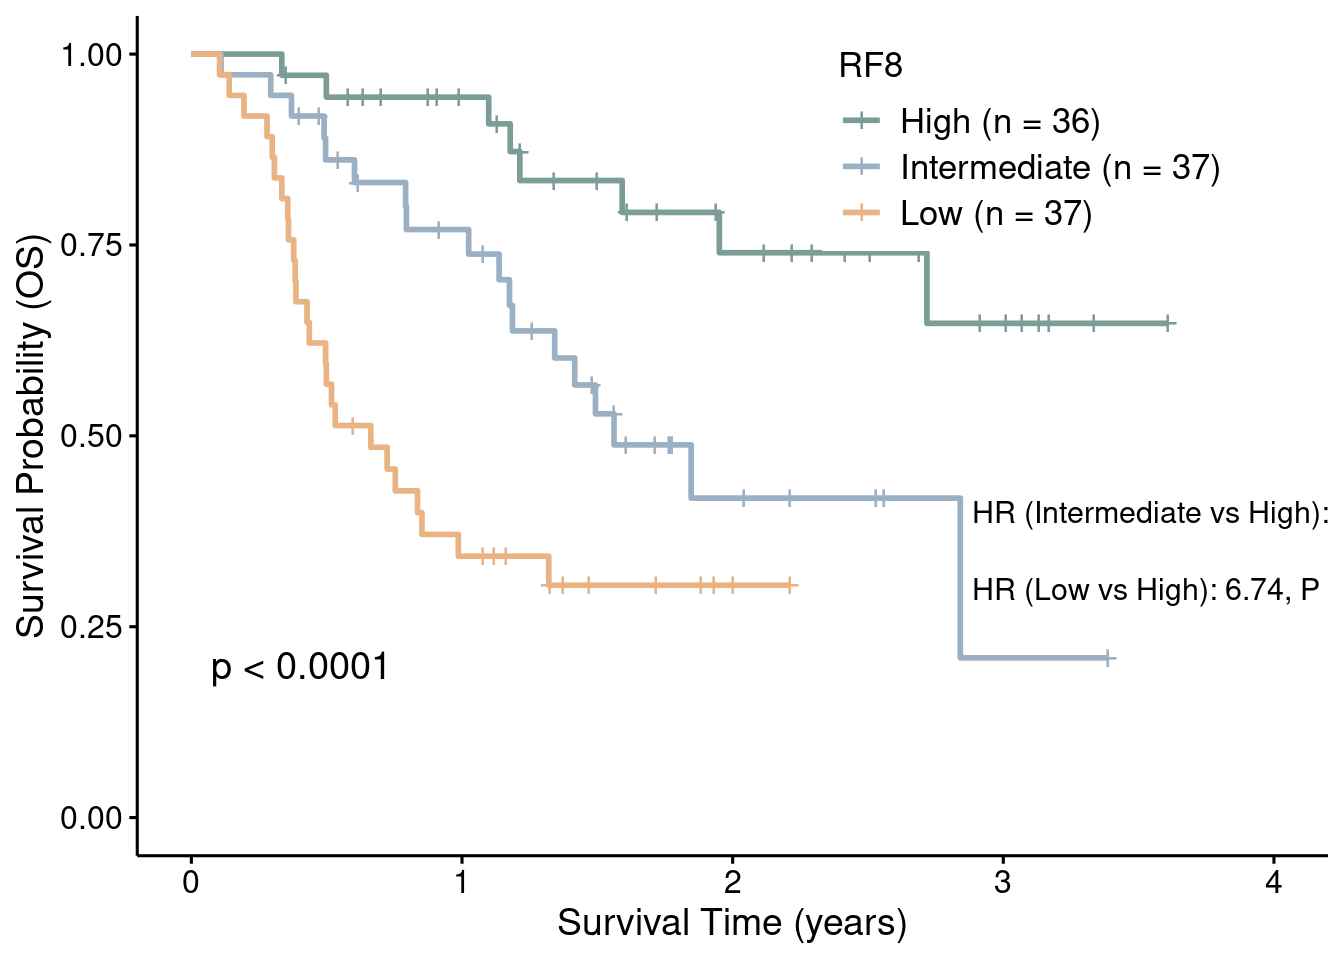 RF8
High (n = 36)
Intermediate (n = 37)
Low (n = 37)
1.00
0.75
0.50
0.25
0.00
Survival Probability (OS)
HR (Intermediate vs High):
HR (Low vs High): 6.74, P
p < 0.0001
0 1 2 3 4
Survival Time (years)